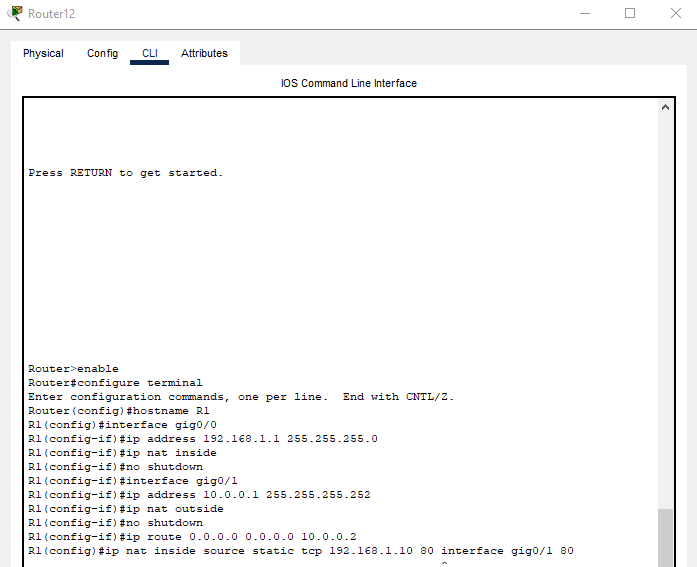 Router12
Physical Config CLI Attributes
IOS Command Line Interface
Press RETURN to get started.
Router>enable
Router#configure terminal
Enter configuration commands, one per line.  End with CNTL/Z.
Router(config)#hostname R1
R1(config)#interface gig0/0
R1(config-if)#ip address 192.168.1.1 255.255.255.0
R1(config-if)#ip nat inside
R1(config-if)#no shutdown
R1(config-if)#interface gig0/1
R1(config-if)#ip address 10.0.0.1 255.255.255.252
R1(config-if)#ip nat outside
R1(config-if)#no shutdown
R1(config-if)#ip route 0.0.0.0 0.0.0.0 10.0.0.2
R1(config)#ip nat inside source static tcp 192.168.1.10 80 interface gig0/1 80
^